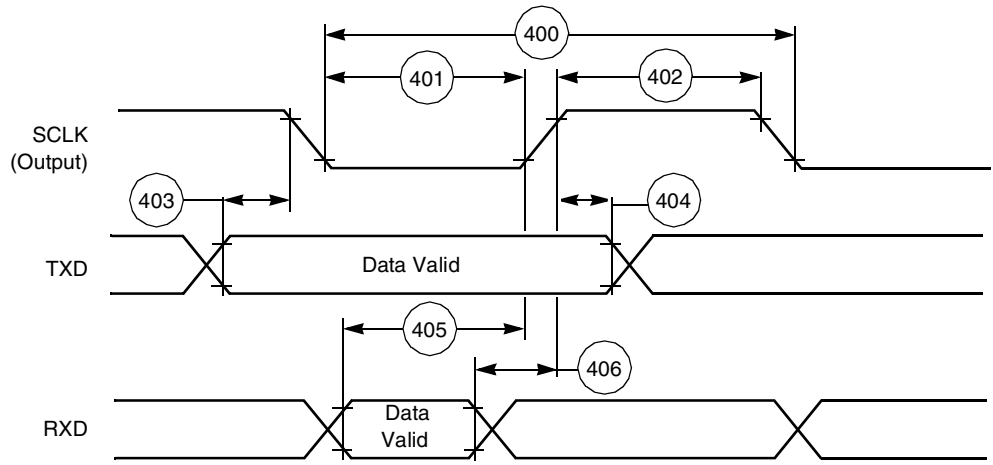 400
401
402
SCLK
(Output)
403
404
TXD
Data Valid
405
406
RXD
Data
Valid